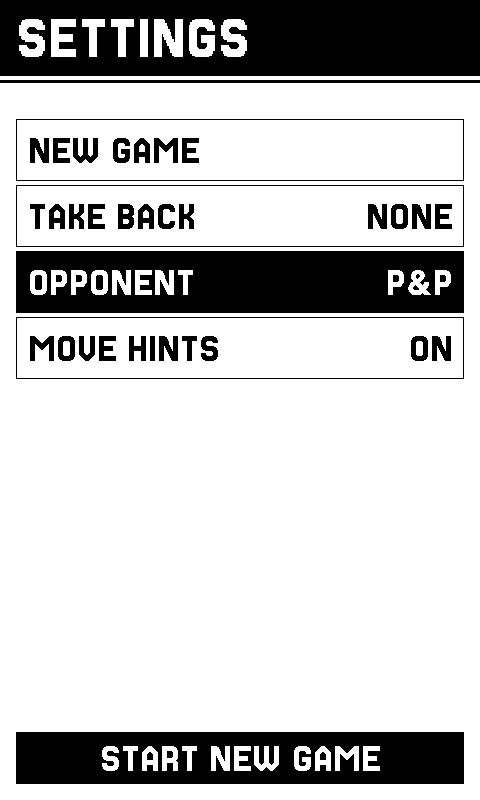 SETTINGS
NEW GAME
TAKE BACK NONE
OPPONENT P&P
MOVE HINTS ON
START NEW GAME